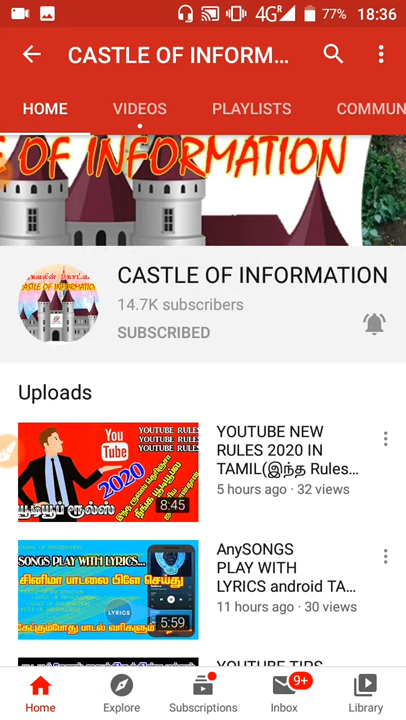 4G R 77% 18:36
CASTLE OF INFORM...
HOME VIDEOS PLAYLISTS COMMUN
E OF INFORMATION
CASTLE OF INFORMATION
14.7K subscribers
SUBSCRIBED
Uploads
YOUTUBE NEW
RULES 2020 IN
TAMIL(இந்த Rules...
5 hours ago · 32 views
You
Tube
YOUTUBE RULES
YOUTUBE RULES
YOUTUBE RULES
2020
யூடியூப் ரூல்ஸ்
8:45
AnySONGS
PLAY WITH
LYRICS android TA...
11 hours ago · 30 views
SONGS PLAY WITH LYRICS...
சினிமா பாடலை பிளே செய்து
LYRICS
கேட்கும்போது பாடல் வரிகளும்
5:59
YOUTUBE TIPS
9+
Home Explore Subscriptions Inbox Library